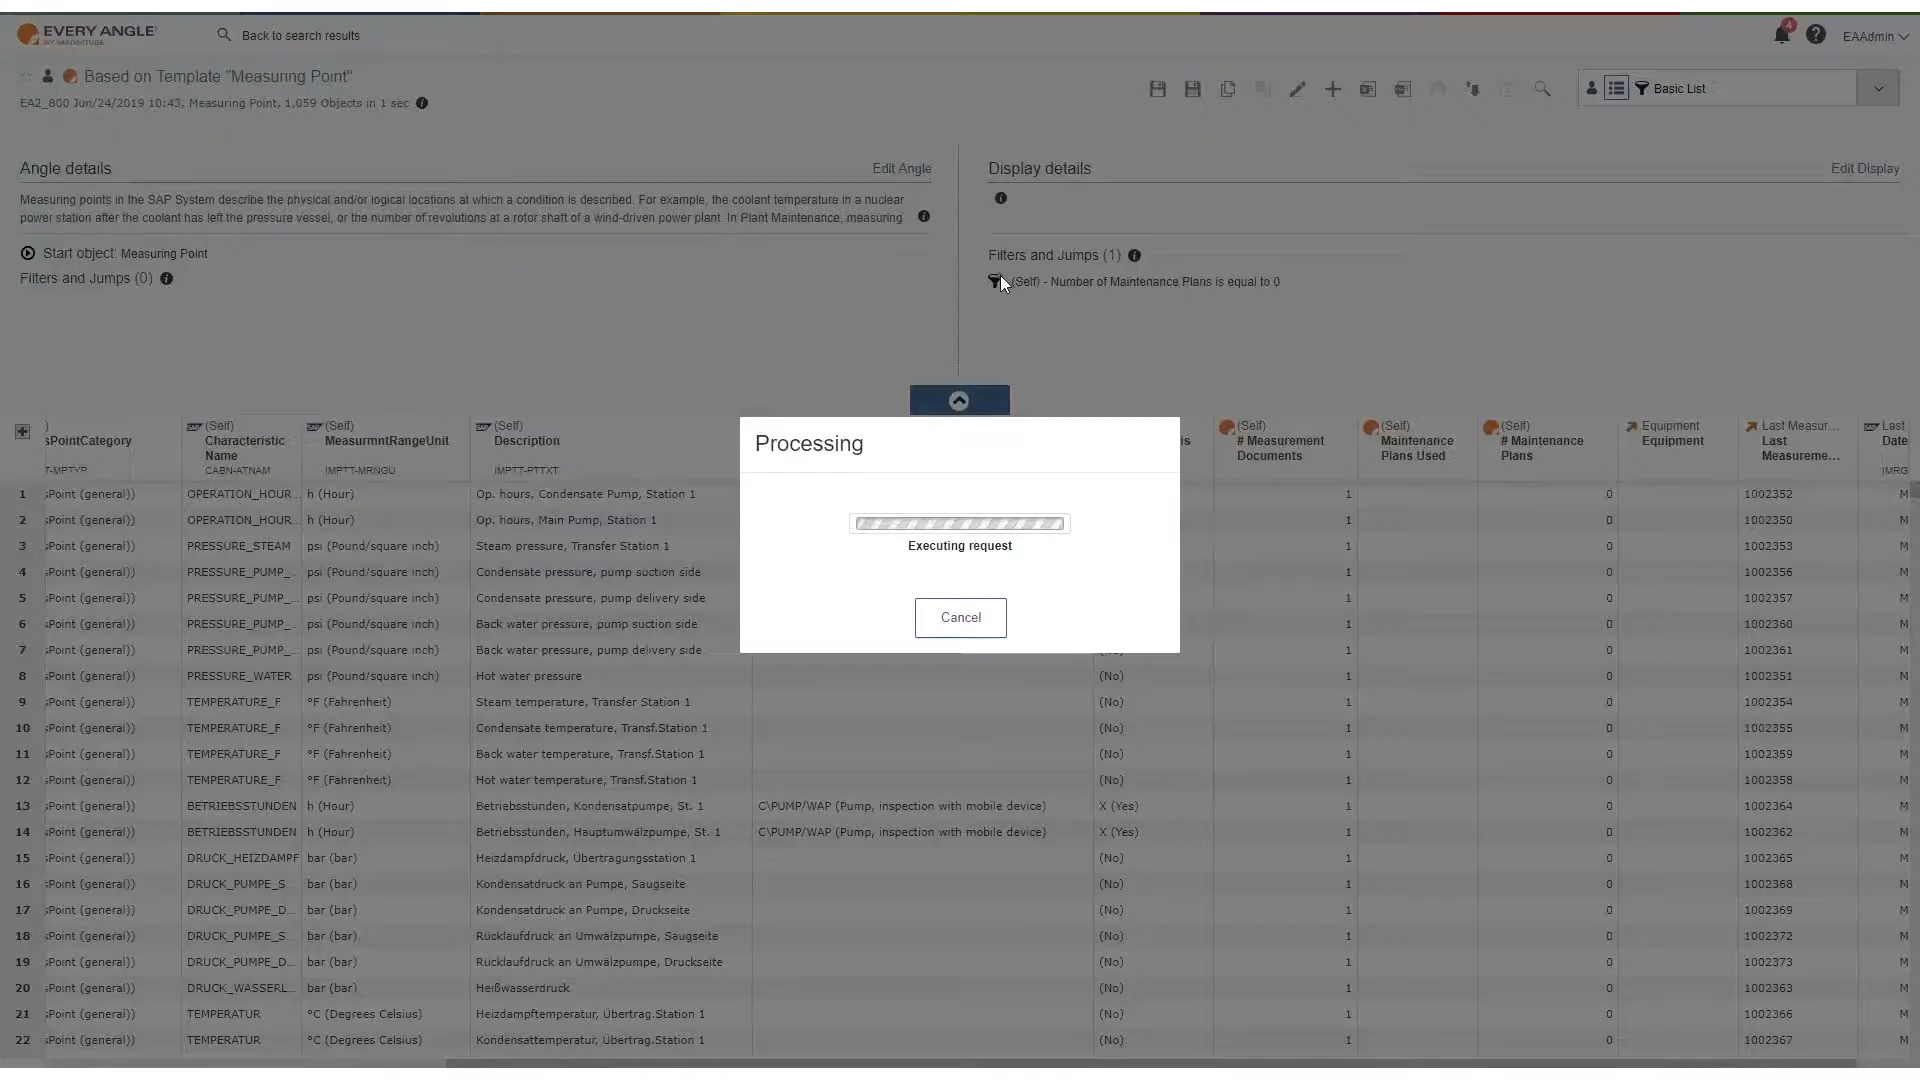 EVERY ANGLE
BY MAGNITUDE
Back to search results
4
EAAdmin
Based on Template "Measuring Point"
EA2_800 Jun/24/2019 10:43, Measuring Point, 1,059 Objects in 1 sec
Basic List
Angle details
Edit Angle
Display details
Edit Display
Measuring points in the SAP System describe the physical and/or logical locations at which a condition is described. For example, the coolant temperature in a nuclear
power station after the coolant has left the pressure vessel, or the number of revolutions at a rotor shaft of a wind-driven power plant. In Plant Maintenance, measuring
Start object: Measuring Point
Filters and Jumps (0)
Filters and Jumps (1)
(Self) - Number of Maintenance Plans is equal to 0
Processing
Executing request
Cancel
) (Self) (Self) (Self) (Self) (Self) (Self) Equipment Last Measur...
sPointCategory Characteristic Name MeasurmntRangeUnit Description is # Measurement Documents Maintenance Plans Used # Maintenance Plans Equipment Last Measureme... Last Date
T-MPTYP CABN-ATNAM IMPTT-MRNGU IMPTT-PTTXT IMRG
1 sPoint (general)) OPERATION_HOUR... h (Hour) Op. hours, Condensate Pump, Station 1 1 0 1002352 M
2 sPoint (general)) OPERATION_HOUR... h (Hour) Op. hours, Main Pump, Station 1 1 0 1002350 M
3 sPoint (general)) PRESSURE_STEAM psi (Pound/square inch) Steam pressure, Transfer Station 1 1 0 1002353 M
4 sPoint (general)) PRESSURE_PUMP_... psi (Pound/square inch) Condensate pressure, pump suction side 1 0 1002356 M
5 sPoint (general)) PRESSURE_PUMP_... psi (Pound/square inch) Condensate pressure, pump delivery side 1 0 1002357 M
6 sPoint (general)) PRESSURE_PUMP_... psi (Pound/square inch) Back water pressure, pump suction side 1 0 1002360 M
7 sPoint (general)) PRESSURE_PUMP_... psi (Pound/square inch) Back water pressure, pump delivery side 1 0 1002361 M
8 sPoint (general)) PRESSURE_WATER psi (Pound/square inch) Hot water pressure (No) 1 0 1002351 M
9 sPoint (general)) TEMPERATURE_F °F (Fahrenheit) Steam temperature, Transfer Station 1 (No) 1 0 1002354 M
10 sPoint (general)) TEMPERATURE_F °F (Fahrenheit) Condensate temperature, Transf.Station 1 (No) 1 0 1002355 M
11 sPoint (general)) TEMPERATURE_F °F (Fahrenheit) Back water temperature, Transf.Station 1 (No) 1 0 1002359 M
12 sPoint (general)) TEMPERATURE_F °F (Fahrenheit) Hot water temperature, Transf.Station 1 (No) 1 0 1002358 M
13 sPoint (general)) BETRIEBSSTUNDEN h (Hour) Betriebsstunden, Kondensatpumpe, St. 1 C\PUMP/WAP (Pump, inspection with mobile device) X (Yes) 1 0 1002364 M
14 sPoint (general)) BETRIEBSSTUNDEN h (Hour) Betriebsstunden, Hauptumwälzpumpe, St. 1 C\PUMP/WAP (Pump, inspection with mobile device) X (Yes) 1 0 1002362 M
15 sPoint (general)) DRUCK_HEIZDAMPF bar (bar) Heizdampfdruck, Übertragungsstation 1 (No) 1 0 1002365 M
16 sPoint (general)) DRUCK_PUMPE_S... bar (bar) Kondensatdruck an Pumpe, Saugseite (No) 1 0 1002368 M
17 sPoint (general)) DRUCK_PUMPE_D... bar (bar) Kondensatdruck an Pumpe, Druckseite (No) 1 0 1002369 M
18 sPoint (general)) DRUCK_PUMPE_S... bar (bar) Rücklaufdruck an Umwälzpumpe, Saugseite (No) 1 0 1002372 M
19 sPoint (general)) DRUCK_PUMPE_D... bar (bar) Rücklaufdruck an Umwälzpumpe, Druckseite (No) 1 0 1002373 M
20 sPoint (general)) DRUCK_WASSERL... bar (bar) Heißwasserdruck (No) 1 0 1002363 M
21 sPoint (general)) TEMPERATUR °C (Degrees Celsius) Heizdampftemperatur, Übertrag.Station 1 (No) 1 0 1002366 M
22 sPoint (general)) TEMPERATUR °C (Degrees Celsius) Kondensattemperatur, Übertrag.Station 1 (No) 1 0 1002367 M